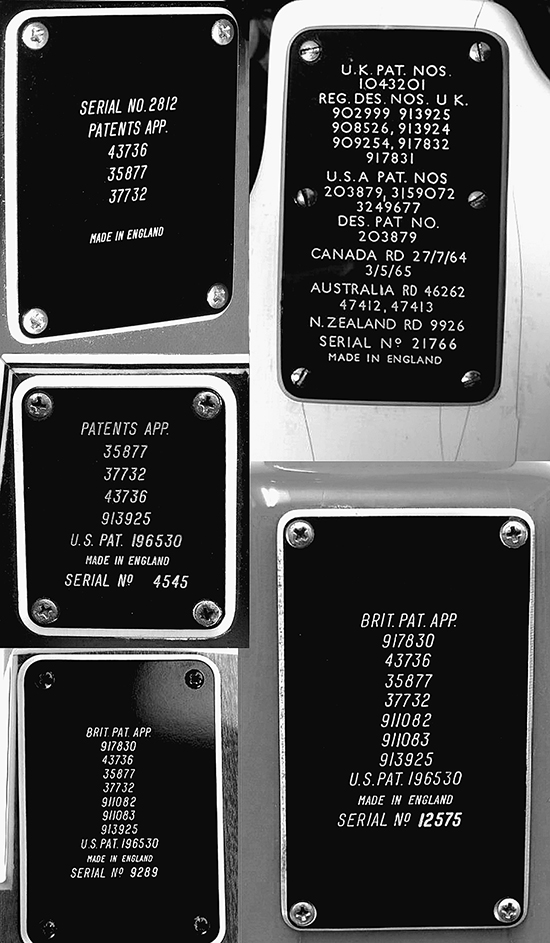 SERIAL NO. 2812
PATENTS APP.
43736
35877
37732
MADE IN ENGLAND
U.K. PAT. NOS.
1043201
REG. DES. NOS. U K.
902999 913925
908526, 913924
909254, 917832
917831
U.S.A PAT. NOS
203879, 3159072
3249677
DES. PAT NO.
203879
CANADA RD 27/7/64
3/5/65
AUSTRALIA RD 46262
47412, 47413
N. ZEALAND RD 9926
SERIAL Nº 21766
MADE IN ENGLAND
PATENTS APP.
35877
37732
43736
913925
U.S. PAT. 196530
MADE IN ENGLAND
SERIAL Nº 4545
BRIT. PAT. APP.
917830
43736
35877
37732
911082
911083
913925
U.S. PAT. 196530
MADE IN ENGLAND
SERIAL Nº 9289
BRIT. PAT. APP.
917830
43736
35877
37732
911082
911083
913925
U.S. PAT. 196530
MADE IN ENGLAND
SERIAL Nº 12575